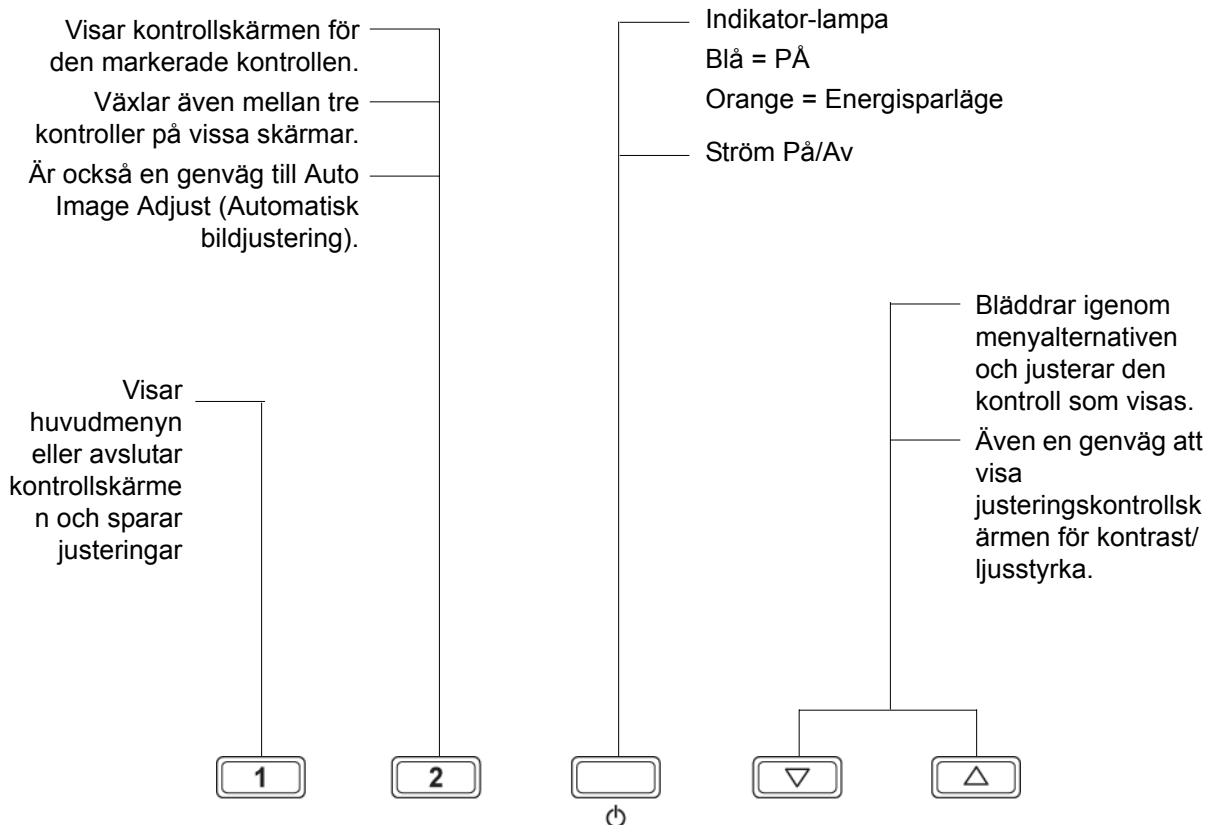 Visar kontrollskärmen för
den markerade kontrollen.
Växlar även mellan tre
kontroller på vissa skärmar.
Är också en genväg till Auto
Image Adjust (Automatisk
bildjustering).
Indikator-lampa
Blå = PÅ
Orange = Energisparläge
Ström På/Av
Visar
huvudmenyn
eller avslutar
kontrollskärme
n och sparar
justeringar
Bläddrar igenom
menyalternativen
och justerar den
kontroll som visas.
Även en genväg att
visa
justeringskontrollsk
ärmen för kontrast/
ljusstyrka.
1
2